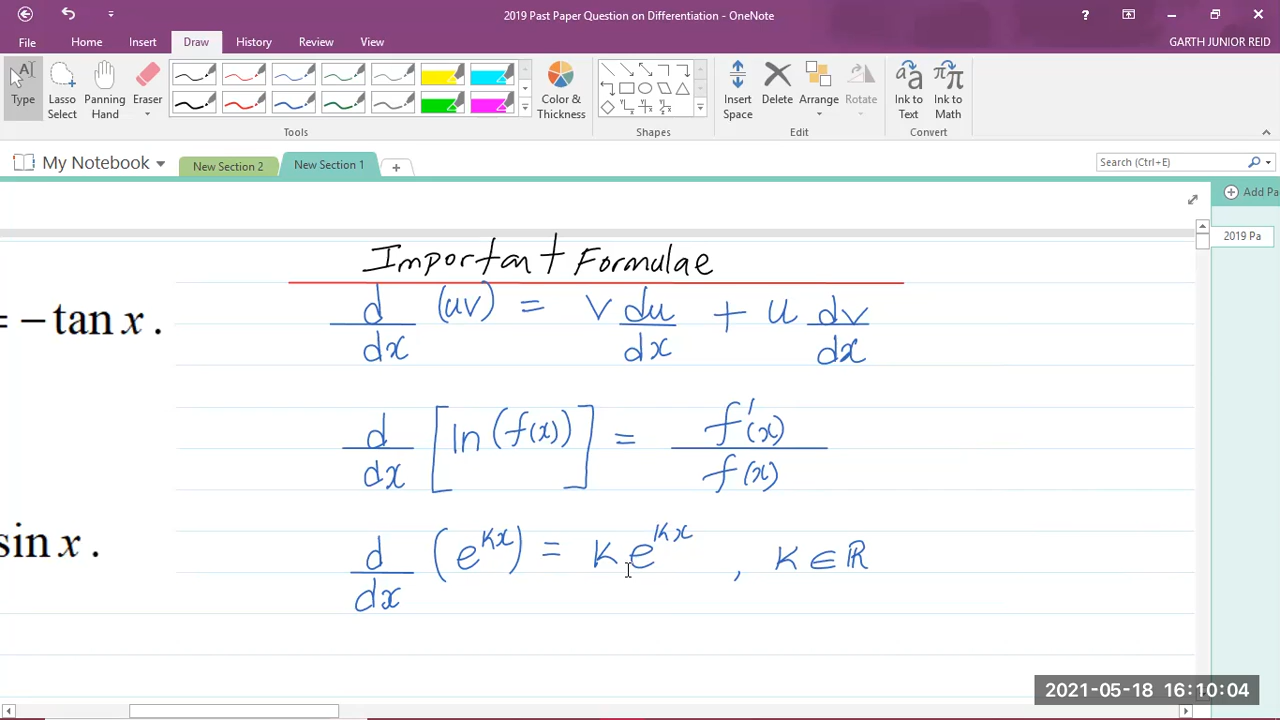 2019 Past Paper Question on Differentiation - OneNote
File Home Insert Draw History Review View
GARTH JUNIOR REID
Type Lasso Select Panning Hand Eraser
Color & Thickness
Insert Space Delete Arrange Rotate
Ink to Text Ink to Math
Tools Shapes Edit Convert
My Notebook New Section 2 New Section 1 +
Search (Ctrl+E)
Add Pa
2019 Pa
Important Formulae
= −tan x .
d/dx (uv) = v du/dx + u dv/dx
d/dx [ln (f(x))] = f'(x)/f(x)
sin x .
d/dx (e^{kx}) = k e^{kx} , k ∈ ℝ
2021-05-18 16:10:04